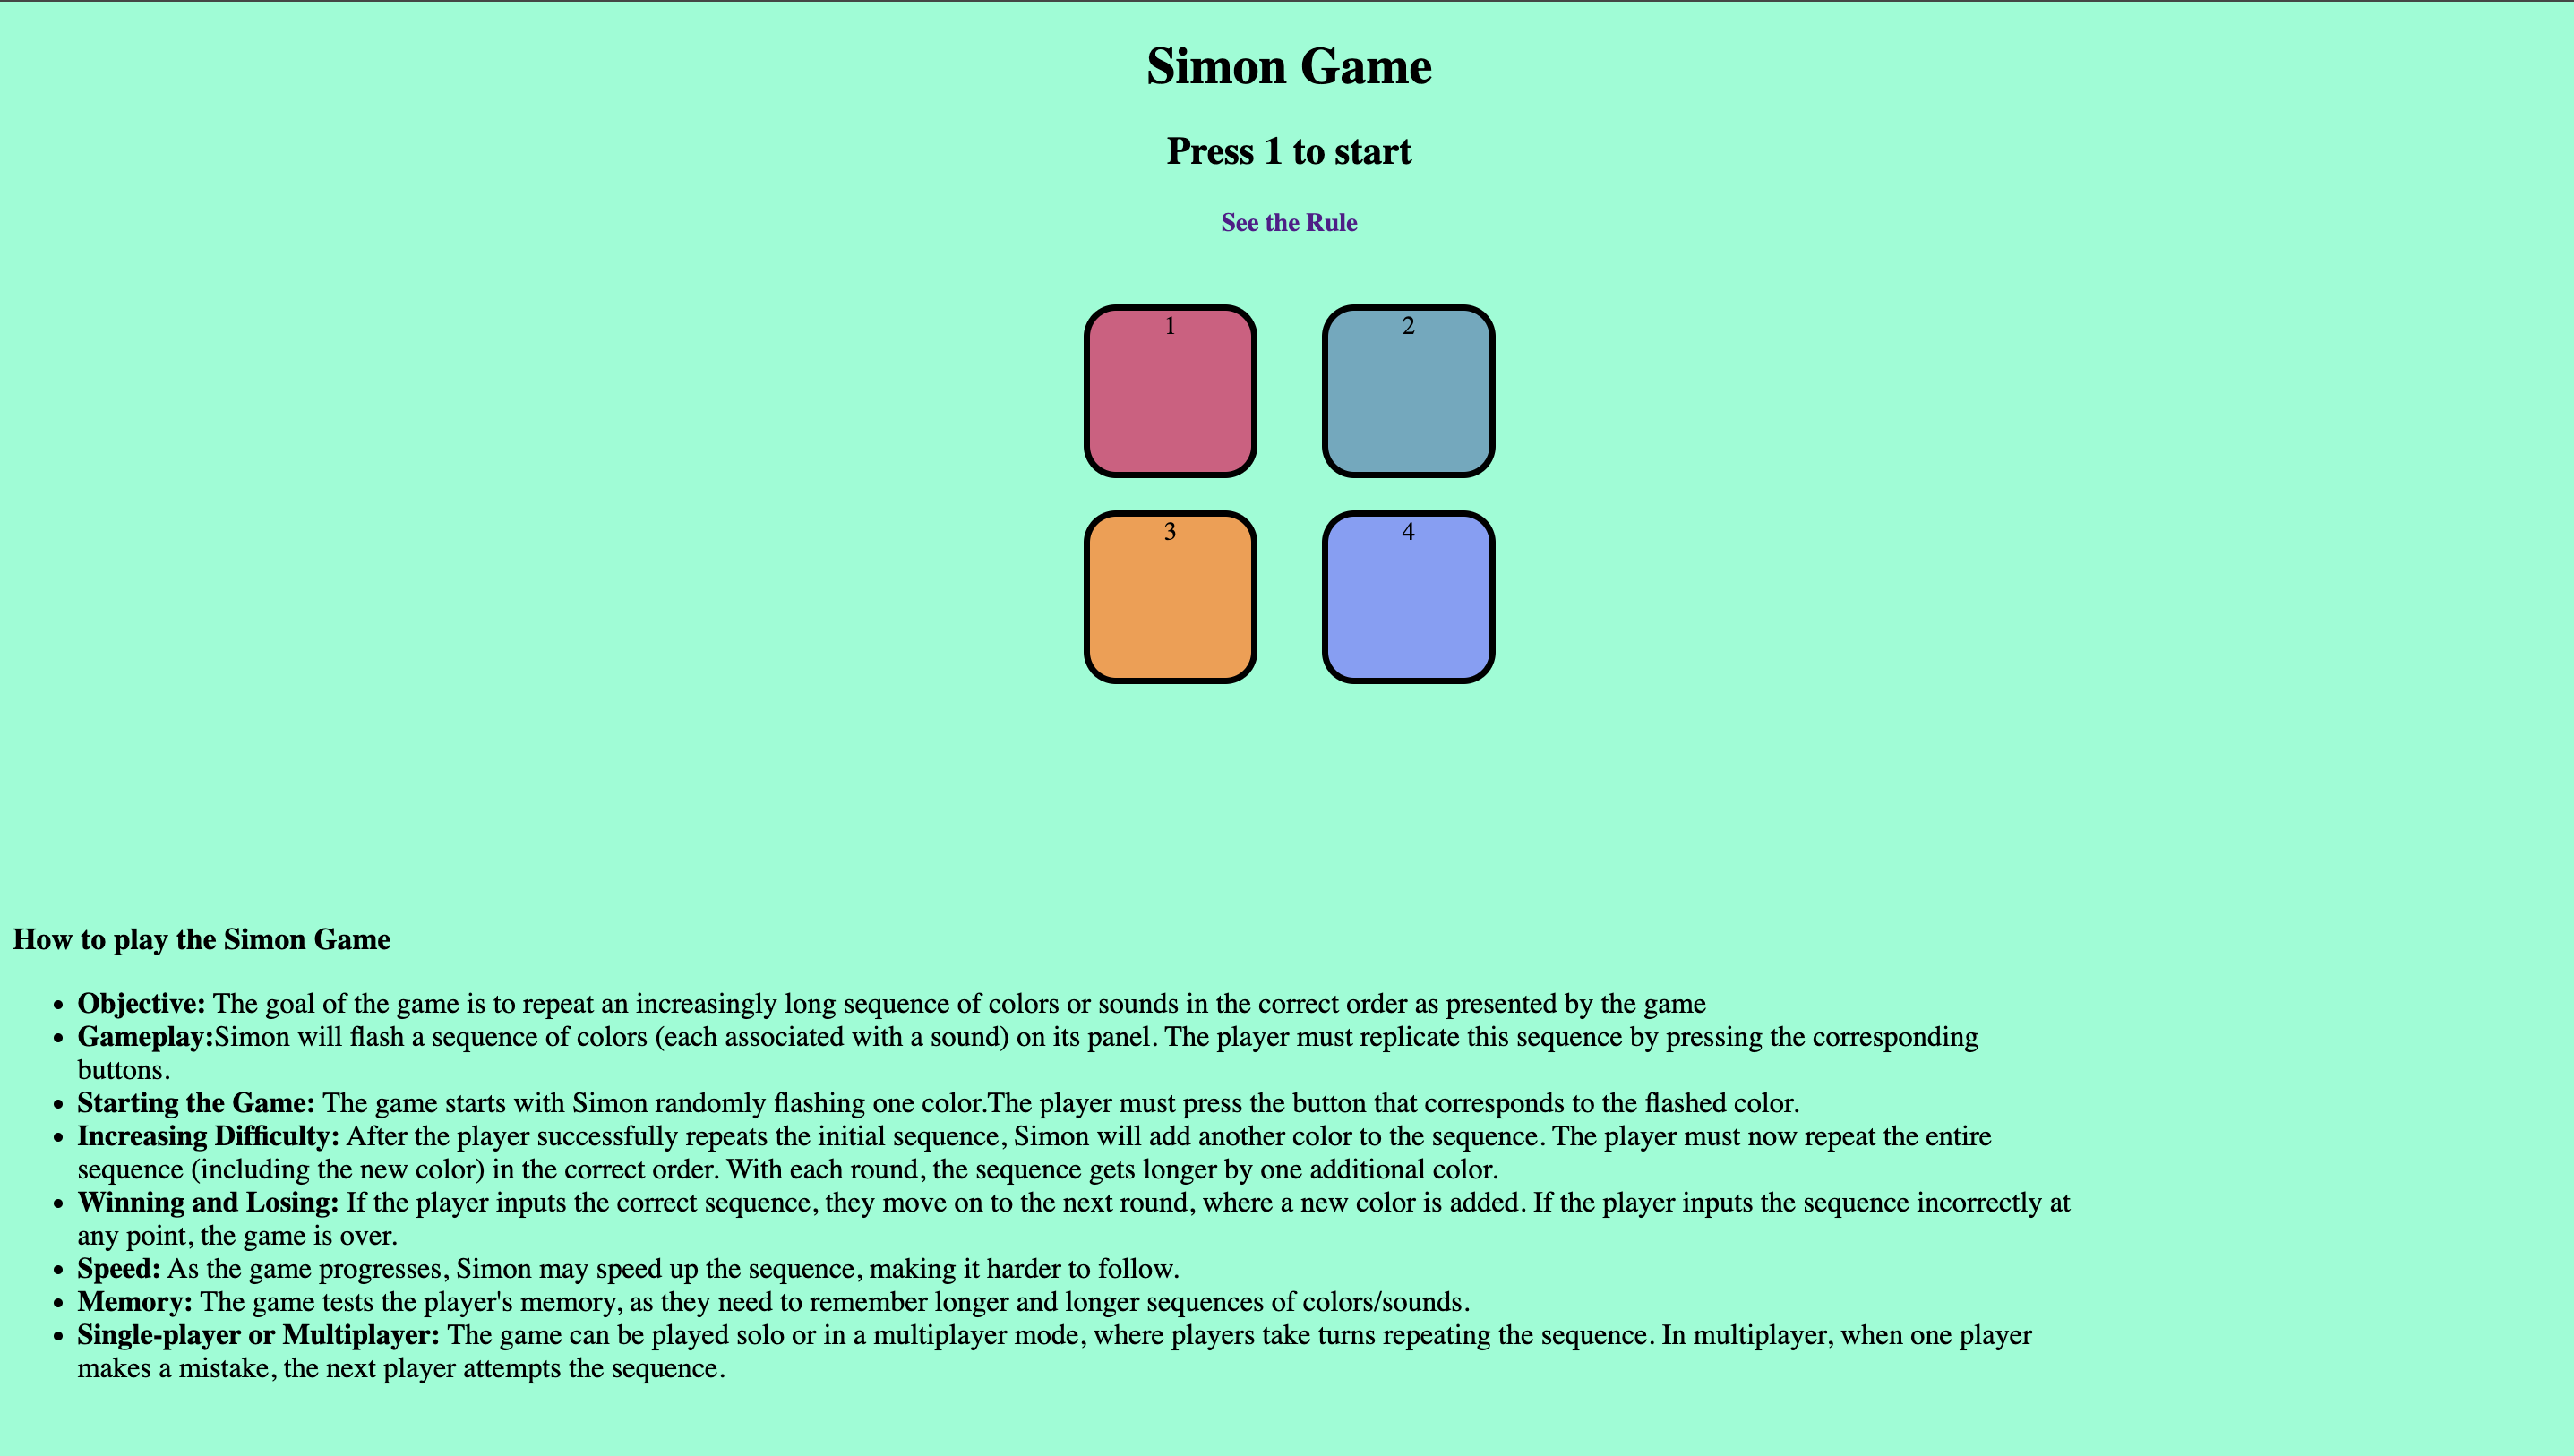 Simon Game
Press 1 to start
See the Rule
1
2
3
4
How to play the Simon Game
• Objective: The goal of the game is to repeat an increasingly long sequence of colors or sounds in the correct order as presented by the game
• Gameplay:Simon will flash a sequence of colors (each associated with a sound) on its panel. The player must replicate this sequence by pressing the corresponding
buttons.
• Starting the Game: The game starts with Simon randomly flashing one color.The player must press the button that corresponds to the flashed color.
• Increasing Difficulty: After the player successfully repeats the initial sequence, Simon will add another color to the sequence. The player must now repeat the entire
sequence (including the new color) in the correct order. With each round, the sequence gets longer by one additional color.
• Winning and Losing: If the player inputs the correct sequence, they move on to the next round, where a new color is added. If the player inputs the sequence incorrectly at
any point, the game is over.
• Speed: As the game progresses, Simon may speed up the sequence, making it harder to follow.
• Memory: The game tests the player's memory, as they need to remember longer and longer sequences of colors/sounds.
• Single-player or Multiplayer: The game can be played solo or in a multiplayer mode, where players take turns repeating the sequence. In multiplayer, when one player
makes a mistake, the next player attempts the sequence.